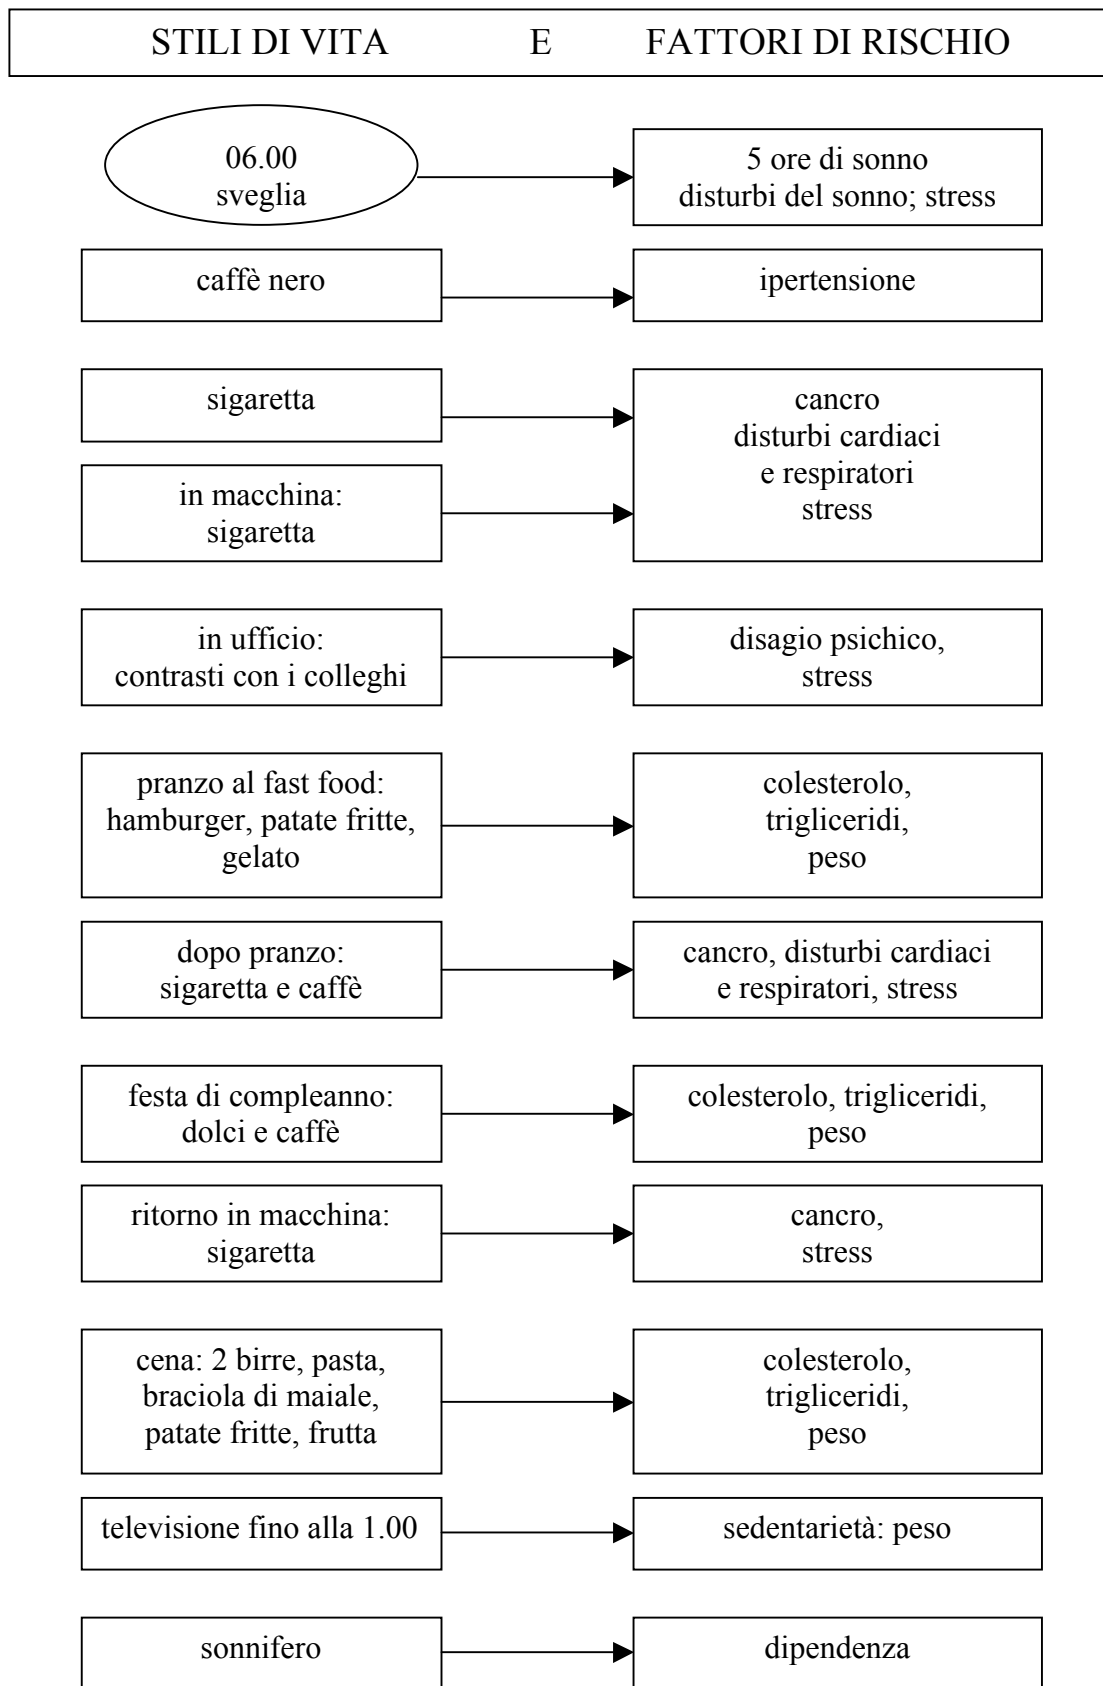 STILI DI VITA E FATTORI DI RISCHIO
06.00
sveglia
5 ore di sonno
disturbi del sonno; stress
caffè nero
ipertensione
sigaretta
in macchina:
sigaretta
cancro
disturbi cardiaci
e respiratori
stress
in ufficio:
contrasti con i colleghi
disagio psichico,
stress
pranzo al fast food:
hamburger, patate fritte,
gelato
colesterolo,
trigliceridi,
peso
dopo pranzo:
sigaretta e caffè
cancro, disturbi cardiaci
e respiratori, stress
festa di compleanno:
dolci e caffè
colesterolo, trigliceridi,
peso
ritorno in macchina:
sigaretta
cancro,
stress
cena: 2 birre, pasta,
braciola di maiale,
patate fritte, frutta
colesterolo,
trigliceridi,
peso
televisione fino alla 1.00
sedentarietà: peso
sonnifero
dipendenza